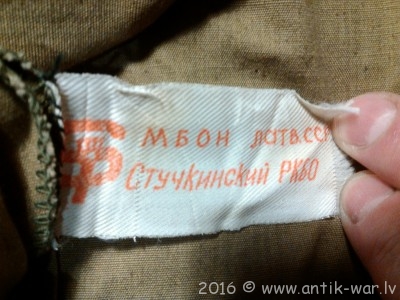 МБОН ЛАТВ.ССР
Стучкинский РКБО
2016 © www.antik-war.lv